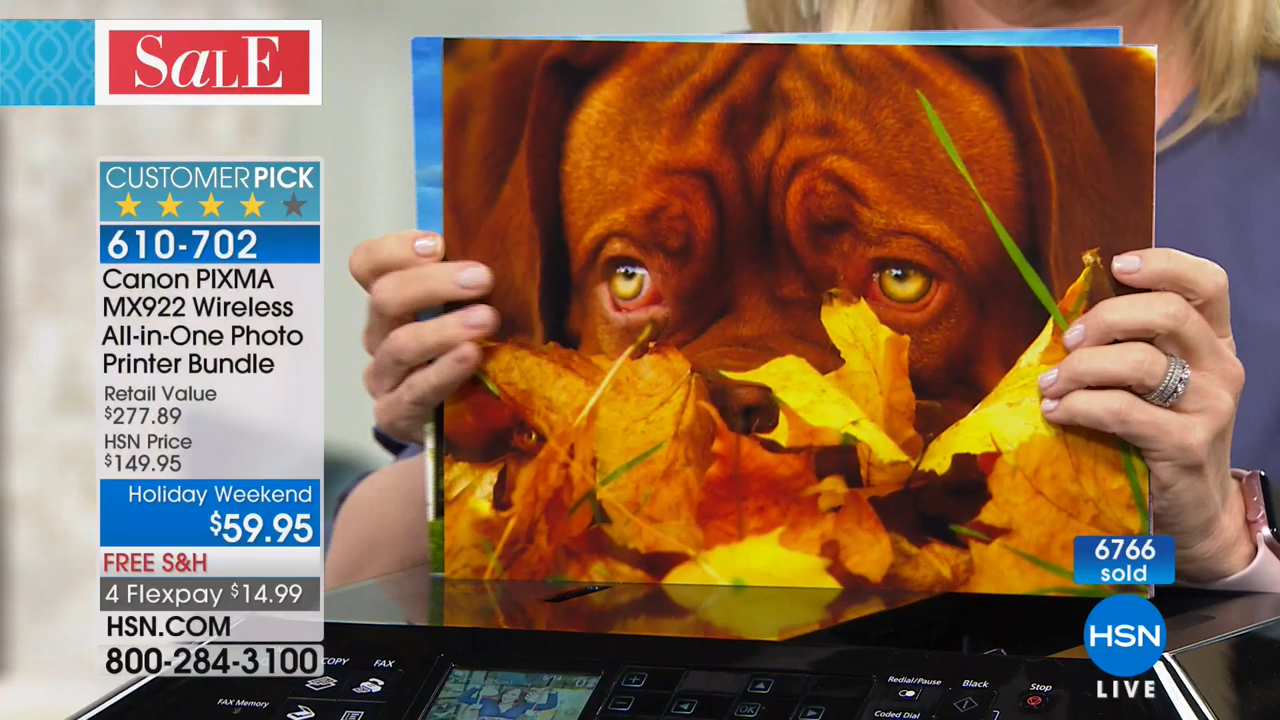 SALE
CUSTOMER PICK
610-702
Canon PIXMA
MX922 Wireless
All-in-One Photo
Printer Bundle
Retail Value
$277.89
HSN Price
$149.95
Holiday Weekend
$59.95
FREE S&H
4 Flexpay $14.99
HSN.COM
800-284-3100
6766
sold
HSN
LIVE
COPY FAX
FAX Memory
OK
Redial/Pause
Coded Dial
Black
Stop